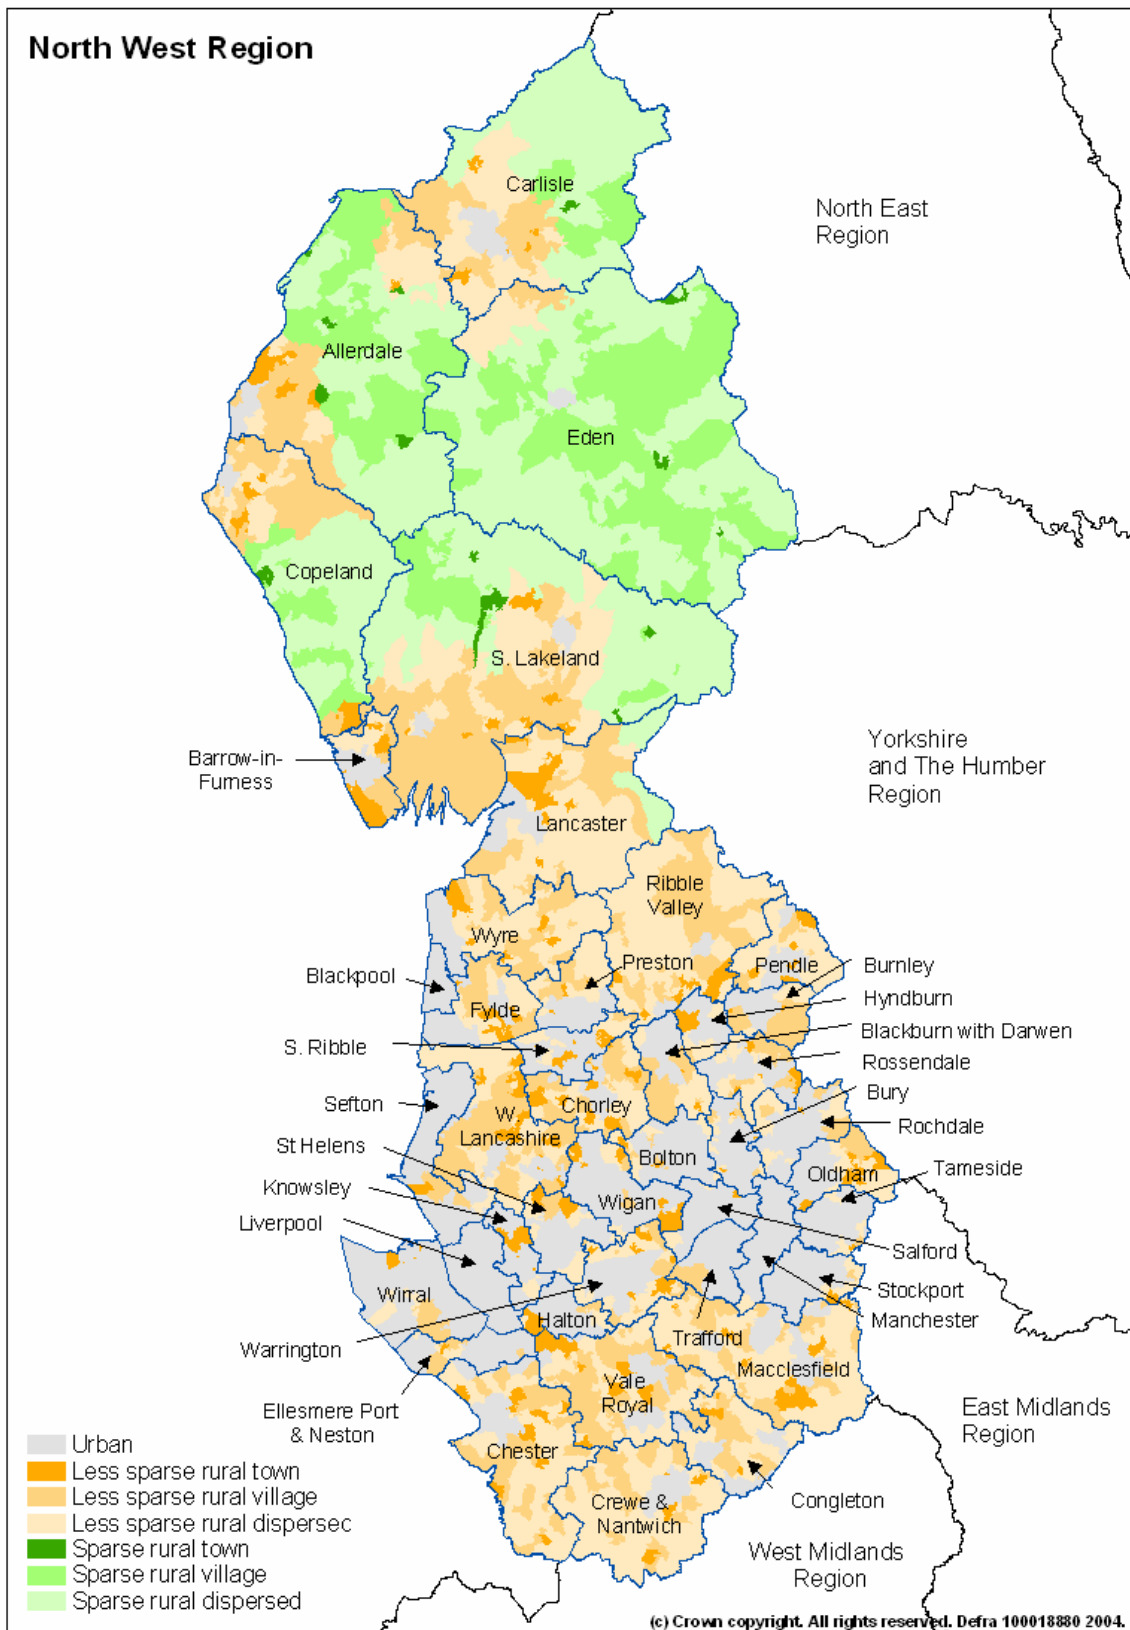 North West Region
Carlisle
North East
Region
Allerdale
Eden
Copeland
S. Lakeland
Barrow-in-
Furness
Yorkshire
and The Humber
Region
Lancaster
Ribble
Valley
Wyre
Preston
Pendle
Burnley
Blackpool
Fylde
Hyndburn
Blackburn with Darwen
S. Ribble
Rossendale
Bury
Sefton
Chorley
W.
Lancashire
Rochdale
St Helens
Bolton
Oldham
Tameside
Knowsley
Wigan
Liverpool
Salford
Stockport
Wirral
Halton
Manchester
Trafford
Warrington
Macclesfield
Vale
Royal
Ellesmere Port
& Neston
East Midlands
Region
Chester
Congleton
Crewe &
Nantwich
West Midlands
Region
Urban
Less sparse rural town
Less sparse rural village
Less sparse rural dispersec
Sparse rural town
Sparse rural village
Sparse rural dispersed
(c) Crown copyright. All rights reserved. Defra 100018880 2004.